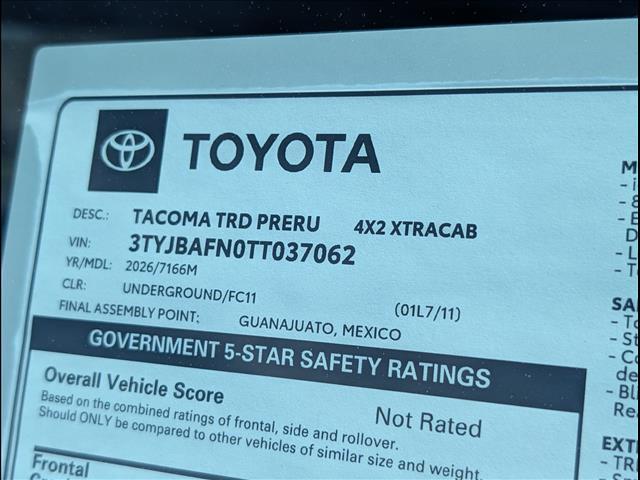 TOYOTA
DESC.: TACOMA TRD PRERU 4X2 XTRACAB
VIN: 3TYJBAFN0TT037062
YR/MDL: 2026/7166M
CLR: UNDERGROUND/FC11 (01L7/11)
FINAL ASSEMBLY POINT: GUANAJUATO, MEXICO
GOVERNMENT 5-STAR SAFETY RATINGS
Overall Vehicle Score Not Rated
Based on the combined ratings of frontal, side and rollover.
Should ONLY be compared to other vehicles of similar size and weight.
Frontal